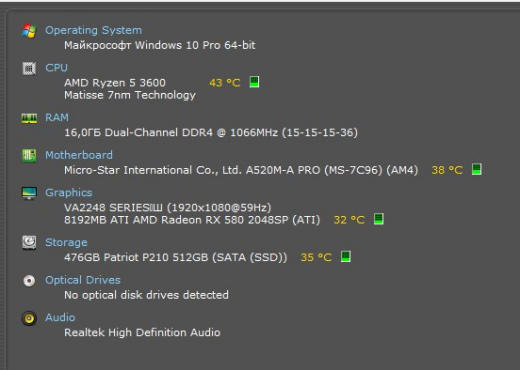 Operating System
Майкрософт Windows 10 Pro 64-bit
CPU
AMD Ryzen 5 3600 43 °C
Matisse 7nm Technology
RAM
16,0ГБ Dual-Channel DDR4 @ 1066MHz (15-15-15-36)
Motherboard
Micro-Star International Co., Ltd. A520M-A PRO (MS-7C96) (AM4) 38 °C
Graphics
VA2248 SERIESШШ (1920x1080@59Hz)
8192MB ATI AMD Radeon RX 580 2048SP (ATI) 32 °C
Storage
476GB Patriot P210 512GB (SATA (SSD)) 35 °C
Optical Drives
No optical disk drives detected
Audio
Realtek High Definition Audio